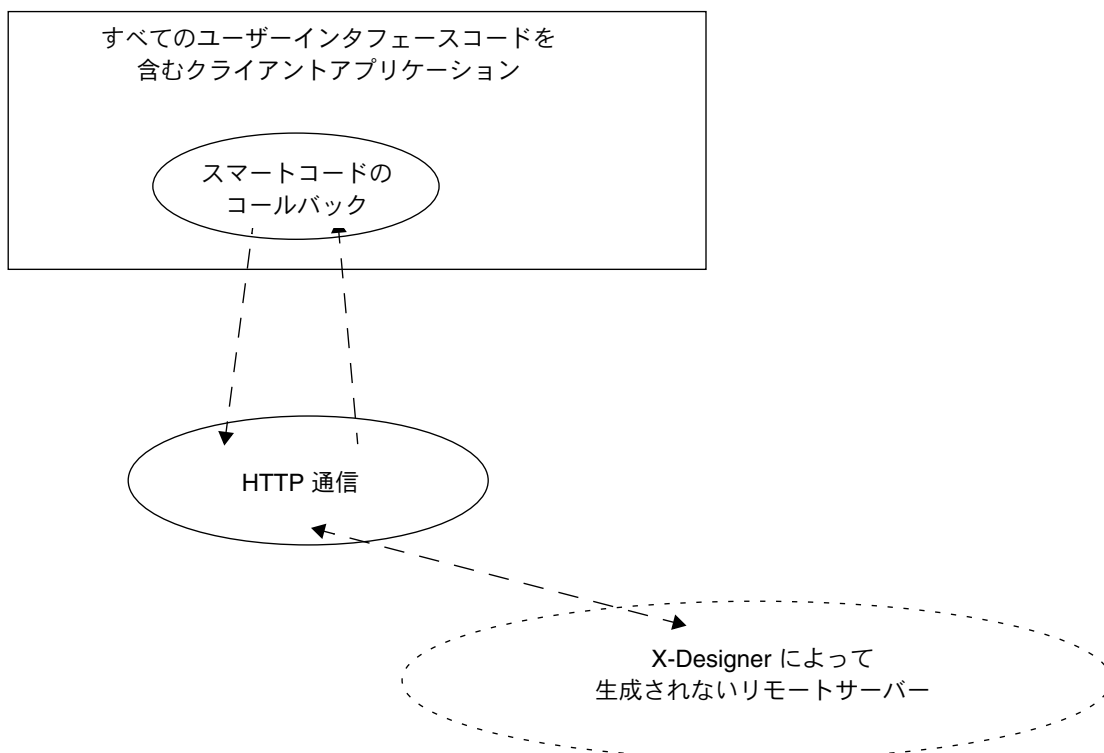 すべてのユーザーインタフェースコードを
含むクライアントアプリケーション
スマートコードの
コールバック
HTTP 通信
X-Designer によって
生成されないリモートサーバー